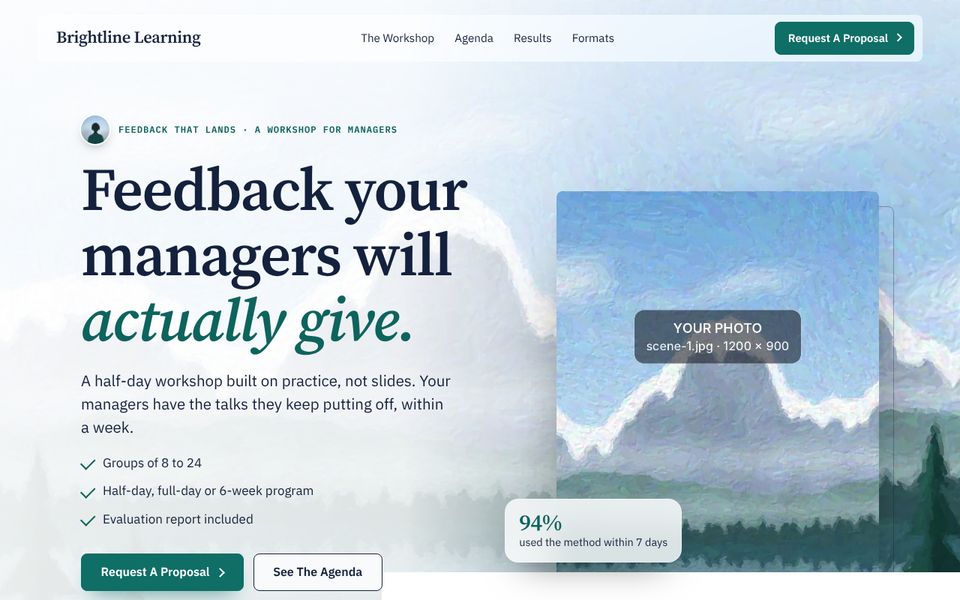 Brightline Learning
The Workshop
Agenda
Results
Formats
Request A Proposal
FEEDBACK THAT LANDS · A WORKSHOP FOR MANAGERS
Feedback your
managers will
actually give.
A half-day workshop built on practice, not slides. Your
managers have the talks they keep putting off, within
a week.
Groups of 8 to 24
Half-day, full-day or 6-week program
Evaluation report included
Request A Proposal
See The Agenda
YOUR PHOTO
scene-1.jpg · 1200 × 900
94%
used the method within 7 days